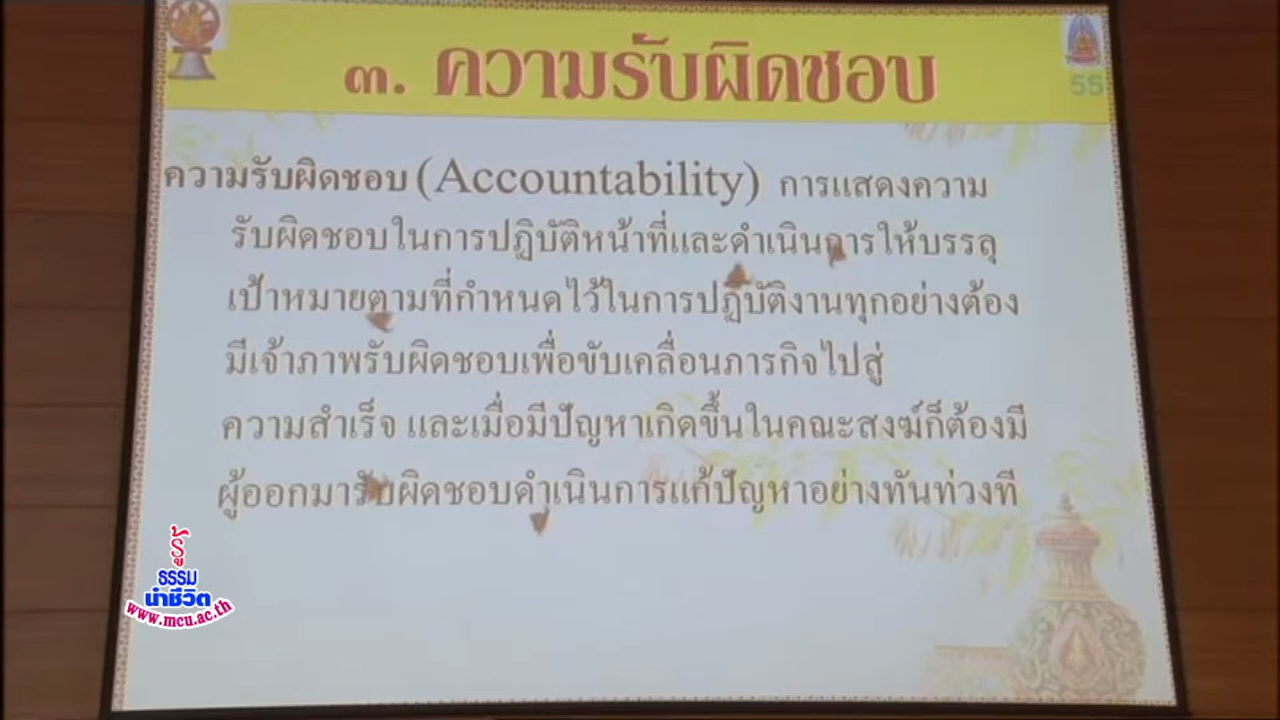 ๓. ความรับผิดชอบ
55
ความรับผิดชอบ (Accountability) การแสดงความ
รับผิดชอบในการปฏิบัติหน้าที่และดำเนินการให้บรรลุ
เป้าหมายตามที่กำหนดไว้ในการปฏิบัติงานทุกอย่างต้อง
มีเจ้าภาพรับผิดชอบเพื่อขับเคลื่อนภารกิจไปสู่
ความสำเร็จ และเมื่อมีปัญหาเกิดขึ้นในคณะสงฆ์ก็ต้องมี
ผู้ออกมารับผิดชอบดำเนินการแก้ปัญหาอย่างทันท่วงที
รู้
ธรรม
นำชีวิต
www.mcu.ac.th